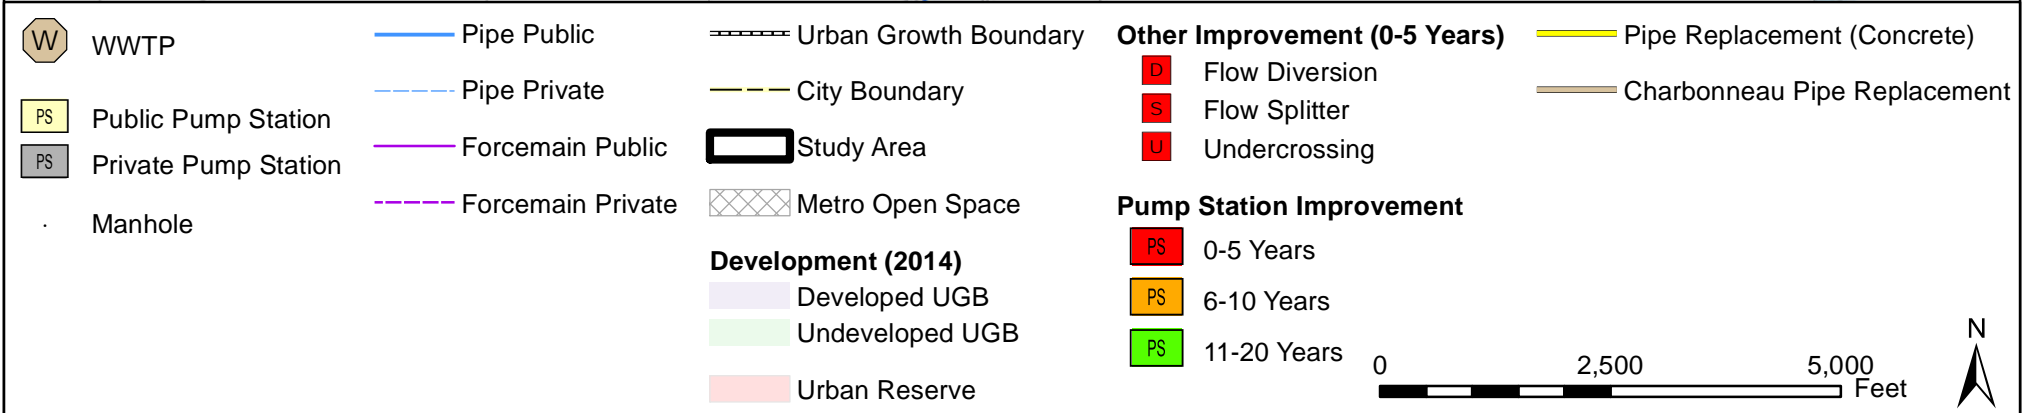 W WWTP
PS Public Pump Station
PS Private Pump Station
Manhole
Pipe Public
Pipe Private
Forcemain Public
Forcemain Private
Urban Growth Boundary
City Boundary
Study Area
Metro Open Space
Development (2014)
Developed UGB
Undeveloped UGB
Urban Reserve
Other Improvement (0-5 Years)
D Flow Diversion
S Flow Splitter
U Undercrossing
Pump Station Improvement
PS 0-5 Years
PS 6-10 Years
PS 11-20 Years
Pipe Replacement (Concrete)
Charbonneau Pipe Replacement
0 2,500 5,000
Feet
N